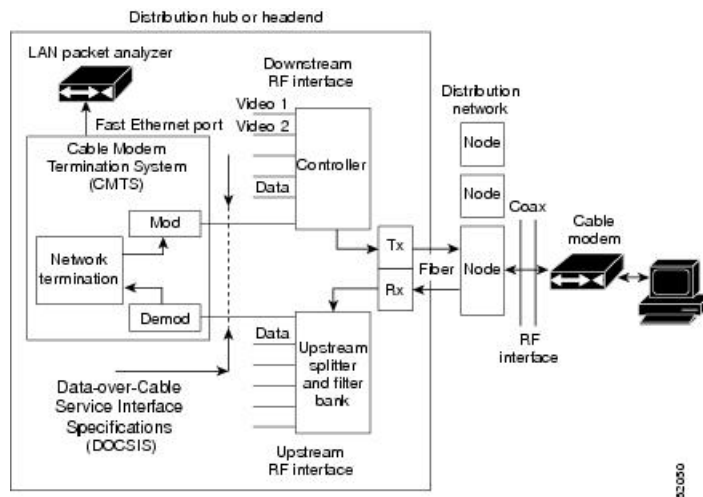 Distribution hub or headend
LAN packet analyzer
Downstream
RF interface
Distribution
network
Video 1
Video 2
Fast Ethernet port
Cable Modem
Termination System
(CMTS)
Controller
Node
Node
Data
Mod
Coax
Cable
modem
Tx
Network
termination
Fiber
Node
Rx
Demod
Data
Upstream
splitter
and filter
bank
RF
interface
Data-over-Cable
Service Interface
Specifications
(DOCSIS)
Upstream
RF interface
52050